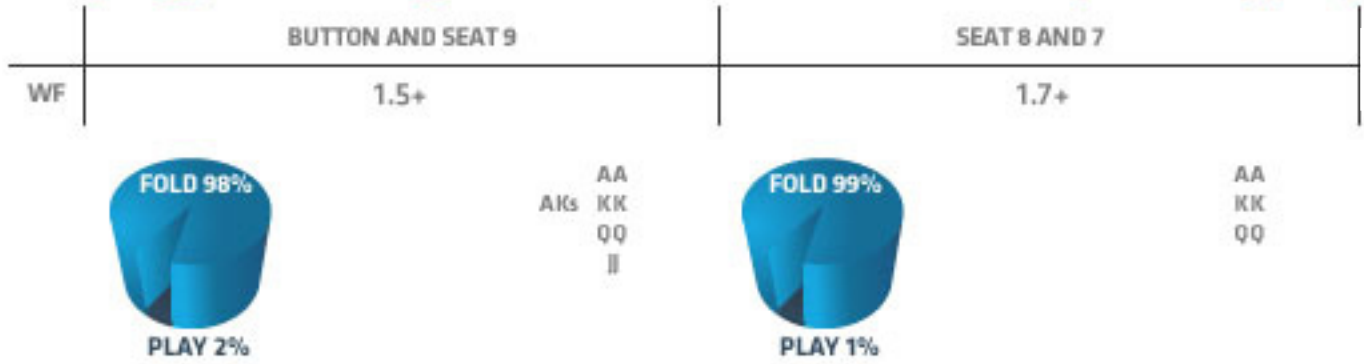 BUTTON AND SEAT 9 SEAT 8 AND 7
WF 1.5+ 1.7+
FOLD 98%
AA
AKs KK
QQ
JJ
PLAY 2%
FOLD 99%
AA
KK
QQ
PLAY 1%